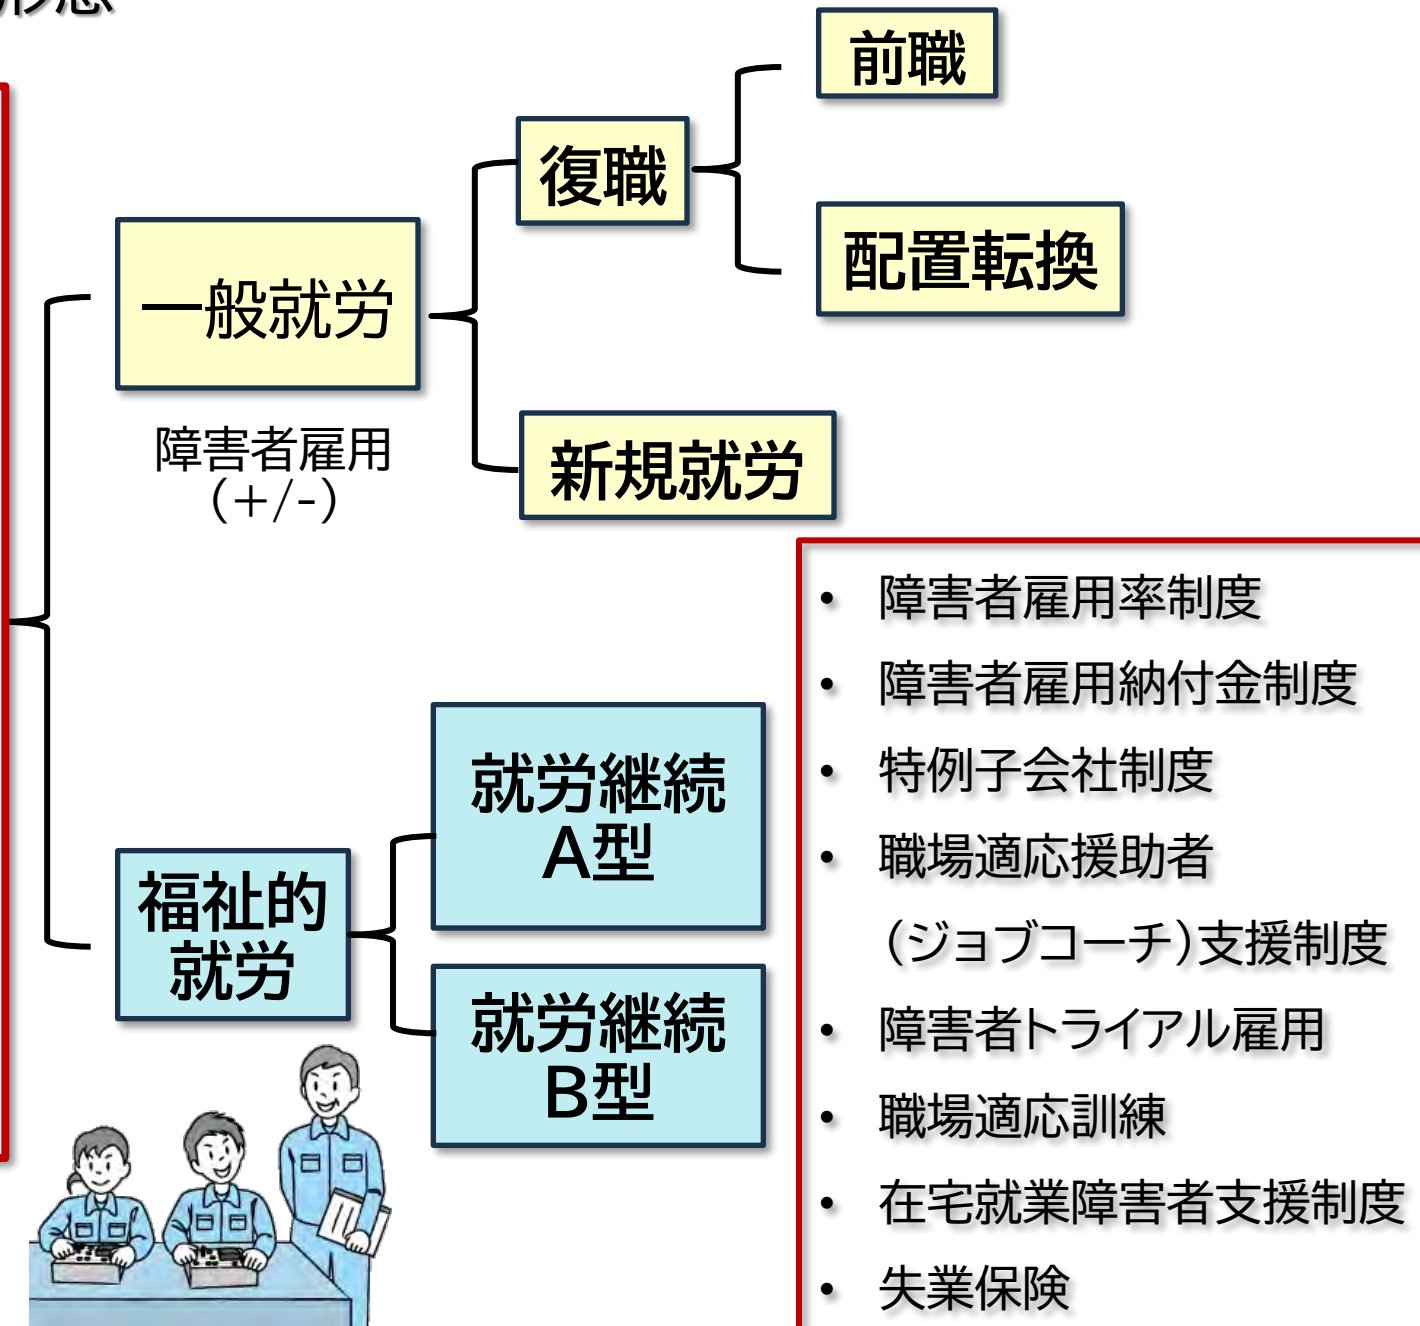 形態
前職
復職
配置転換
一般就労
障害者雇用
(+/-)
新規就労
就労継続
A型
福祉的
就労
就労継続
B型
• 障害者雇用率制度
• 障害者雇用納付金制度
• 特例子会社制度
• 職場適応援助者
(ジョブコーチ)支援制度
• 障害者トライアル雇用
• 職場適応訓練
• 在宅就業障害者支援制度
• 失業保険